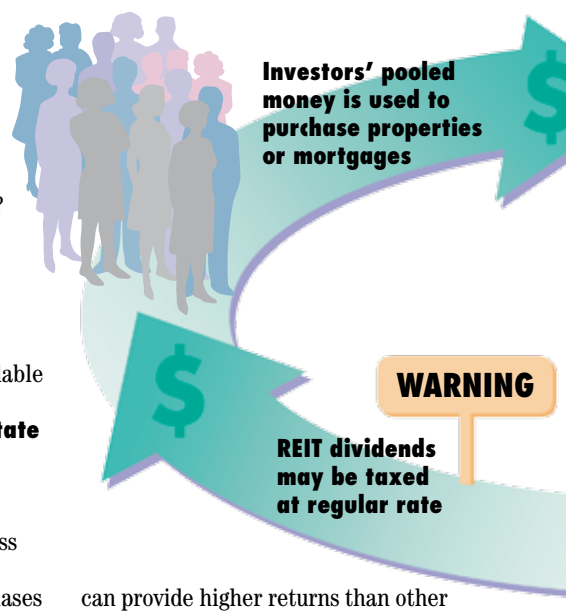 Investors’ pooled
money is used to
purchase properties
or mortgages
$
?
$
WARNING
REIT dividends
may be taxed
at regular rate
can provide higher returns than other